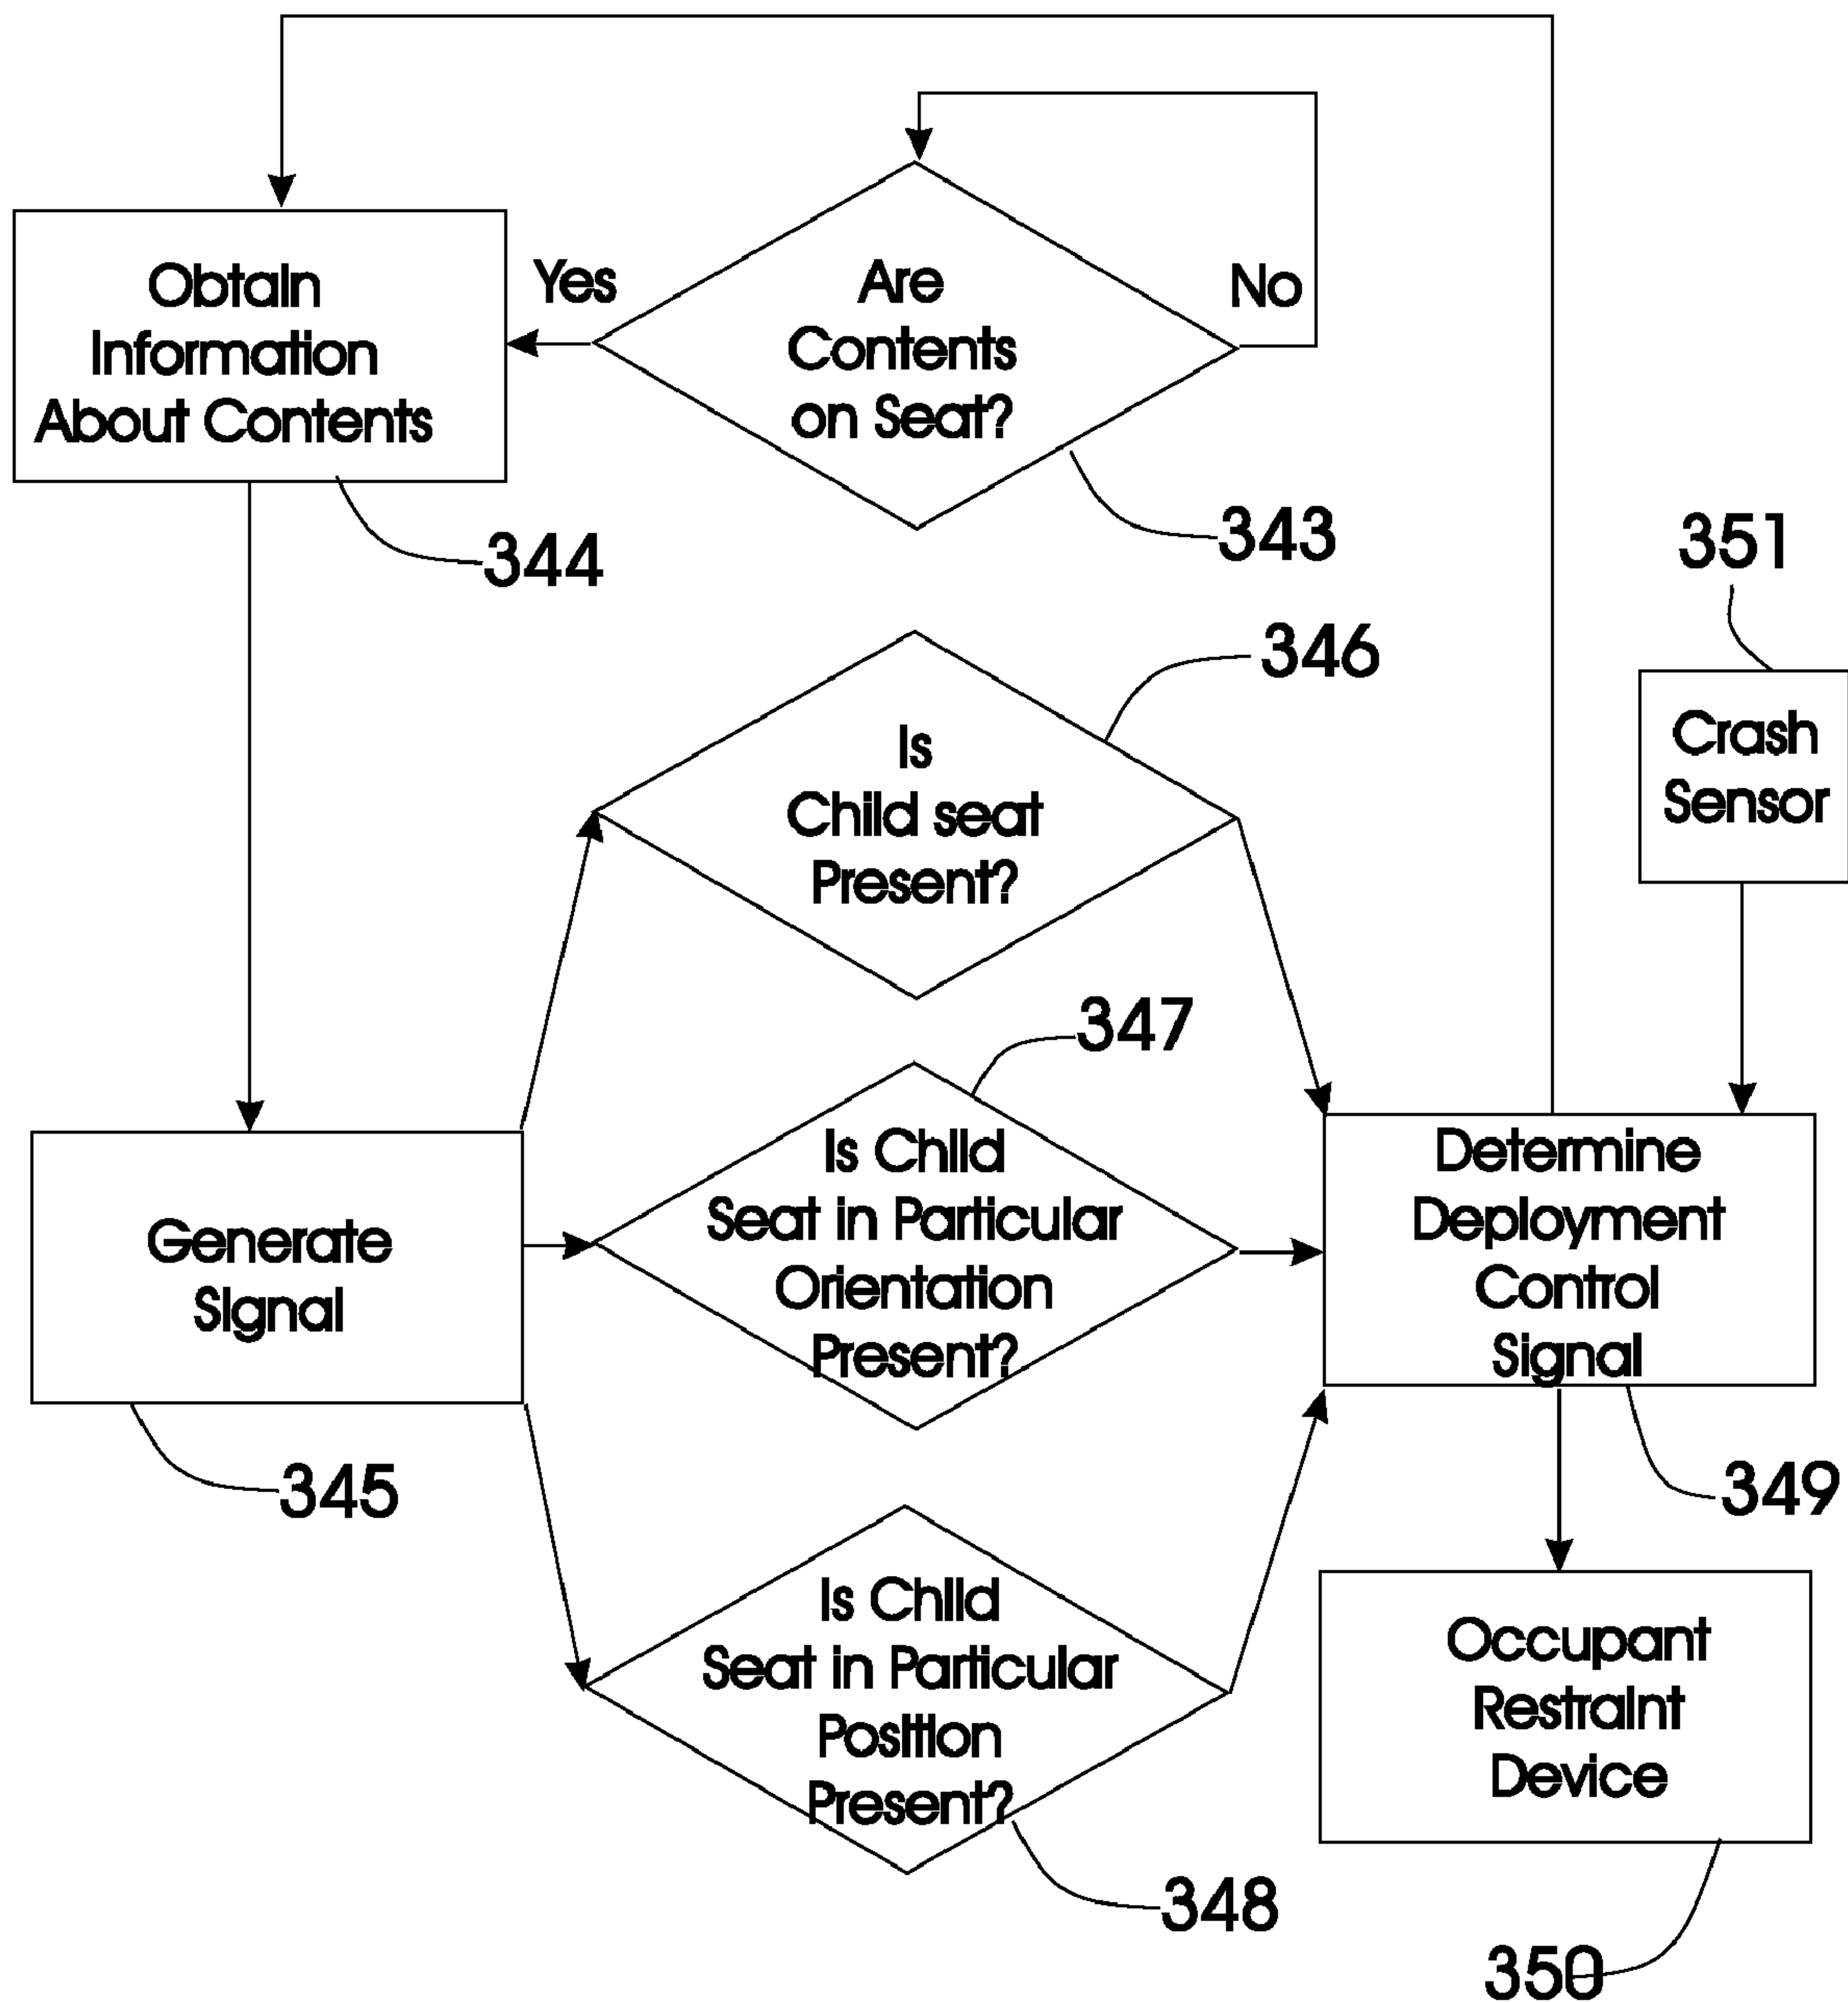 Obtain
Information
About Contents
Yes
Are
Contents
on Seat?
No
344
343
351
Crash
Sensor
346
Is
Child seat
Present?
347
Is Child
Seat in Particular
Orientation
Present?
Generate
Signal
345
Determine
Deployment
Control
Signal
349
Is Child
Seat in Particular
Position
Present?
348
Occupant
Restraint
Device
350